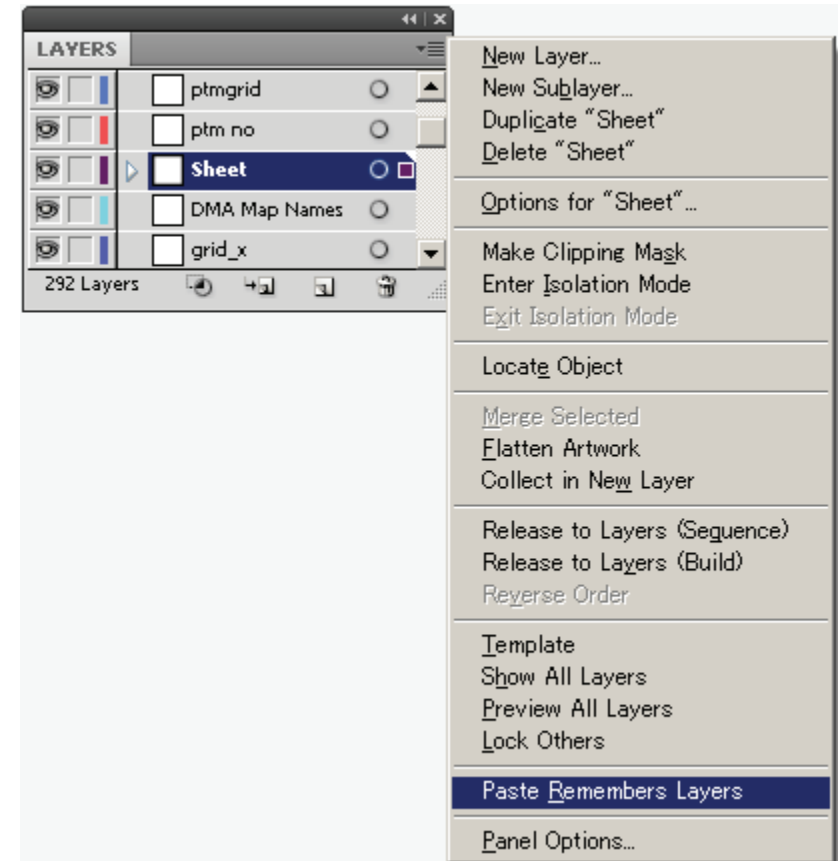 LAYERS
ptmgrid
ptm no
Sheet
DMA Map Names
grid_x
292 Layers
New Layer...
New Sublayer...
Duplicate "Sheet"
Delete "Sheet"
Options for "Sheet"...
Make Clipping Mask
Enter Isolation Mode
Exit Isolation Mode
Locate Object
Merge Selected
Flatten Artwork
Collect in New Layer
Release to Layers (Sequence)
Release to Layers (Build)
Reverse Order
Template
Show All Layers
Preview All Layers
Lock Others
Paste Remembers Layers
Panel Options...